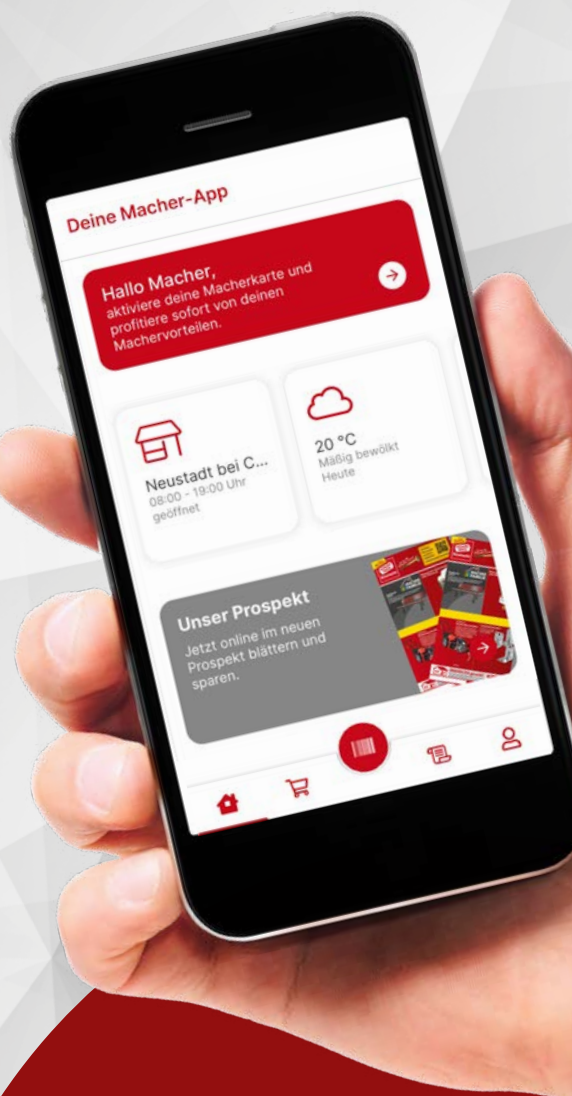 Deine Macher-App
Hallo Macher,
aktiviere deine Macherkarte und
profitiere sofort von deinen
Machervorteilen.
Neustadt bei C...
08:00 - 19:00 Uhr
geöffnet
20 °C
Mäßig bewölkt
Heute
Unser Prospekt
Jetzt online im neuen
Prospekt blättern und
sparen.